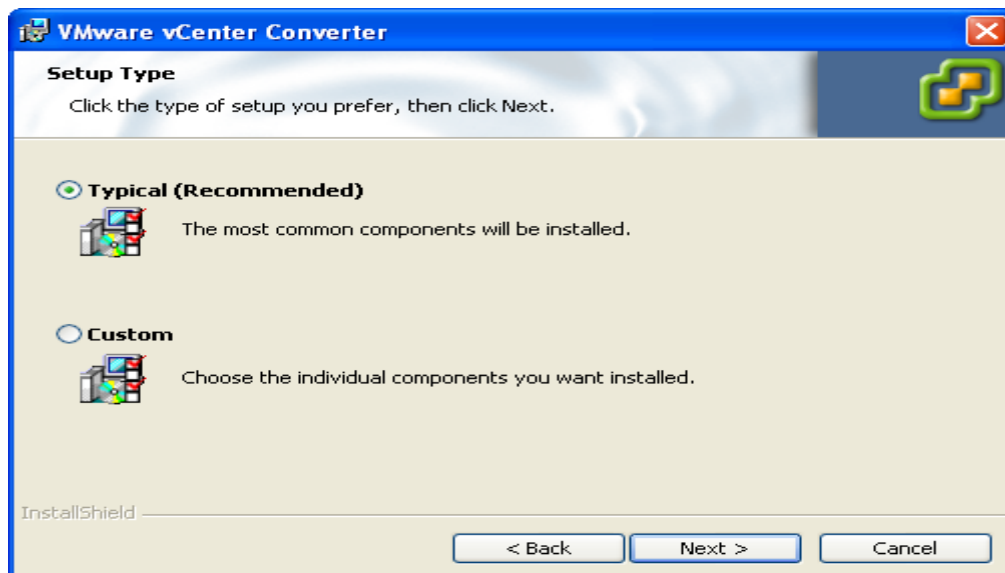 VMware vCenter Converter
Setup Type
Click the type of setup you prefer, then click Next.
Typical (Recommended)
The most common components will be installed.
Custom
Choose the individual components you want installed.
InstallShield
< Back Next > Cancel